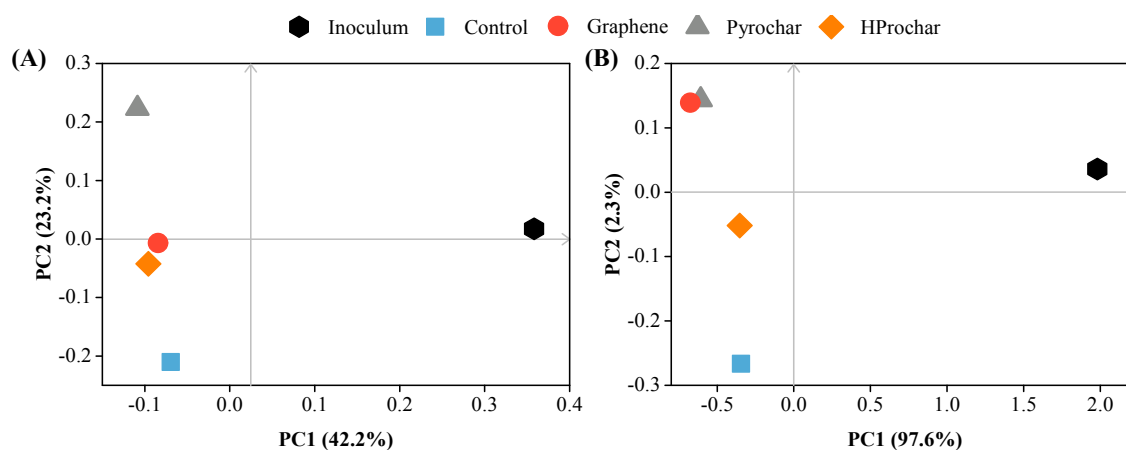 Inoculum Control Graphene Pyrochar HProchar
(A)
0.3
0.2
0.1
0.0
-0.1
-0.2
PC2 (23.2%)
-0.1 0.0 0.1 0.2 0.3 0.4
PC1 (42.2%)
(B)
0.2
0.1
0.0
-0.1
-0.2
-0.3
PC2 (2.3%)
-0.5 0.0 0.5 1.0 1.5 2.0
PC1 (97.6%)